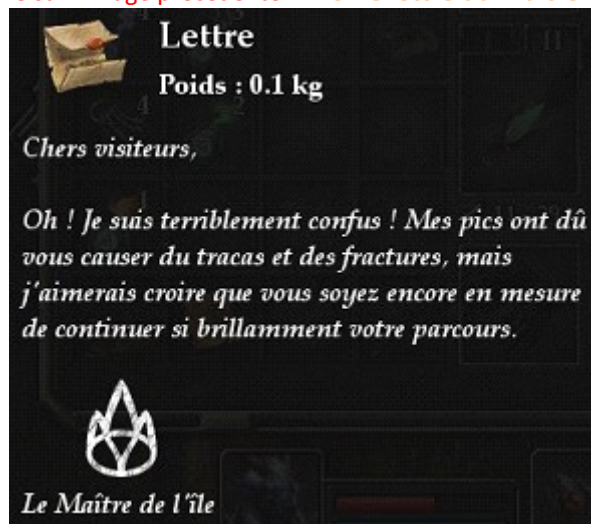 Lettre
Poids : 0.1 kg
Chers visiteurs,
Oh ! Je suis terriblement confus ! Mes pics ont dû
vous causer du tracas et des fractures, mais
j'aimerais croire que vous soyez encore en mesure
de continuer si brillamment votre parcours.
Le Maître de l'île